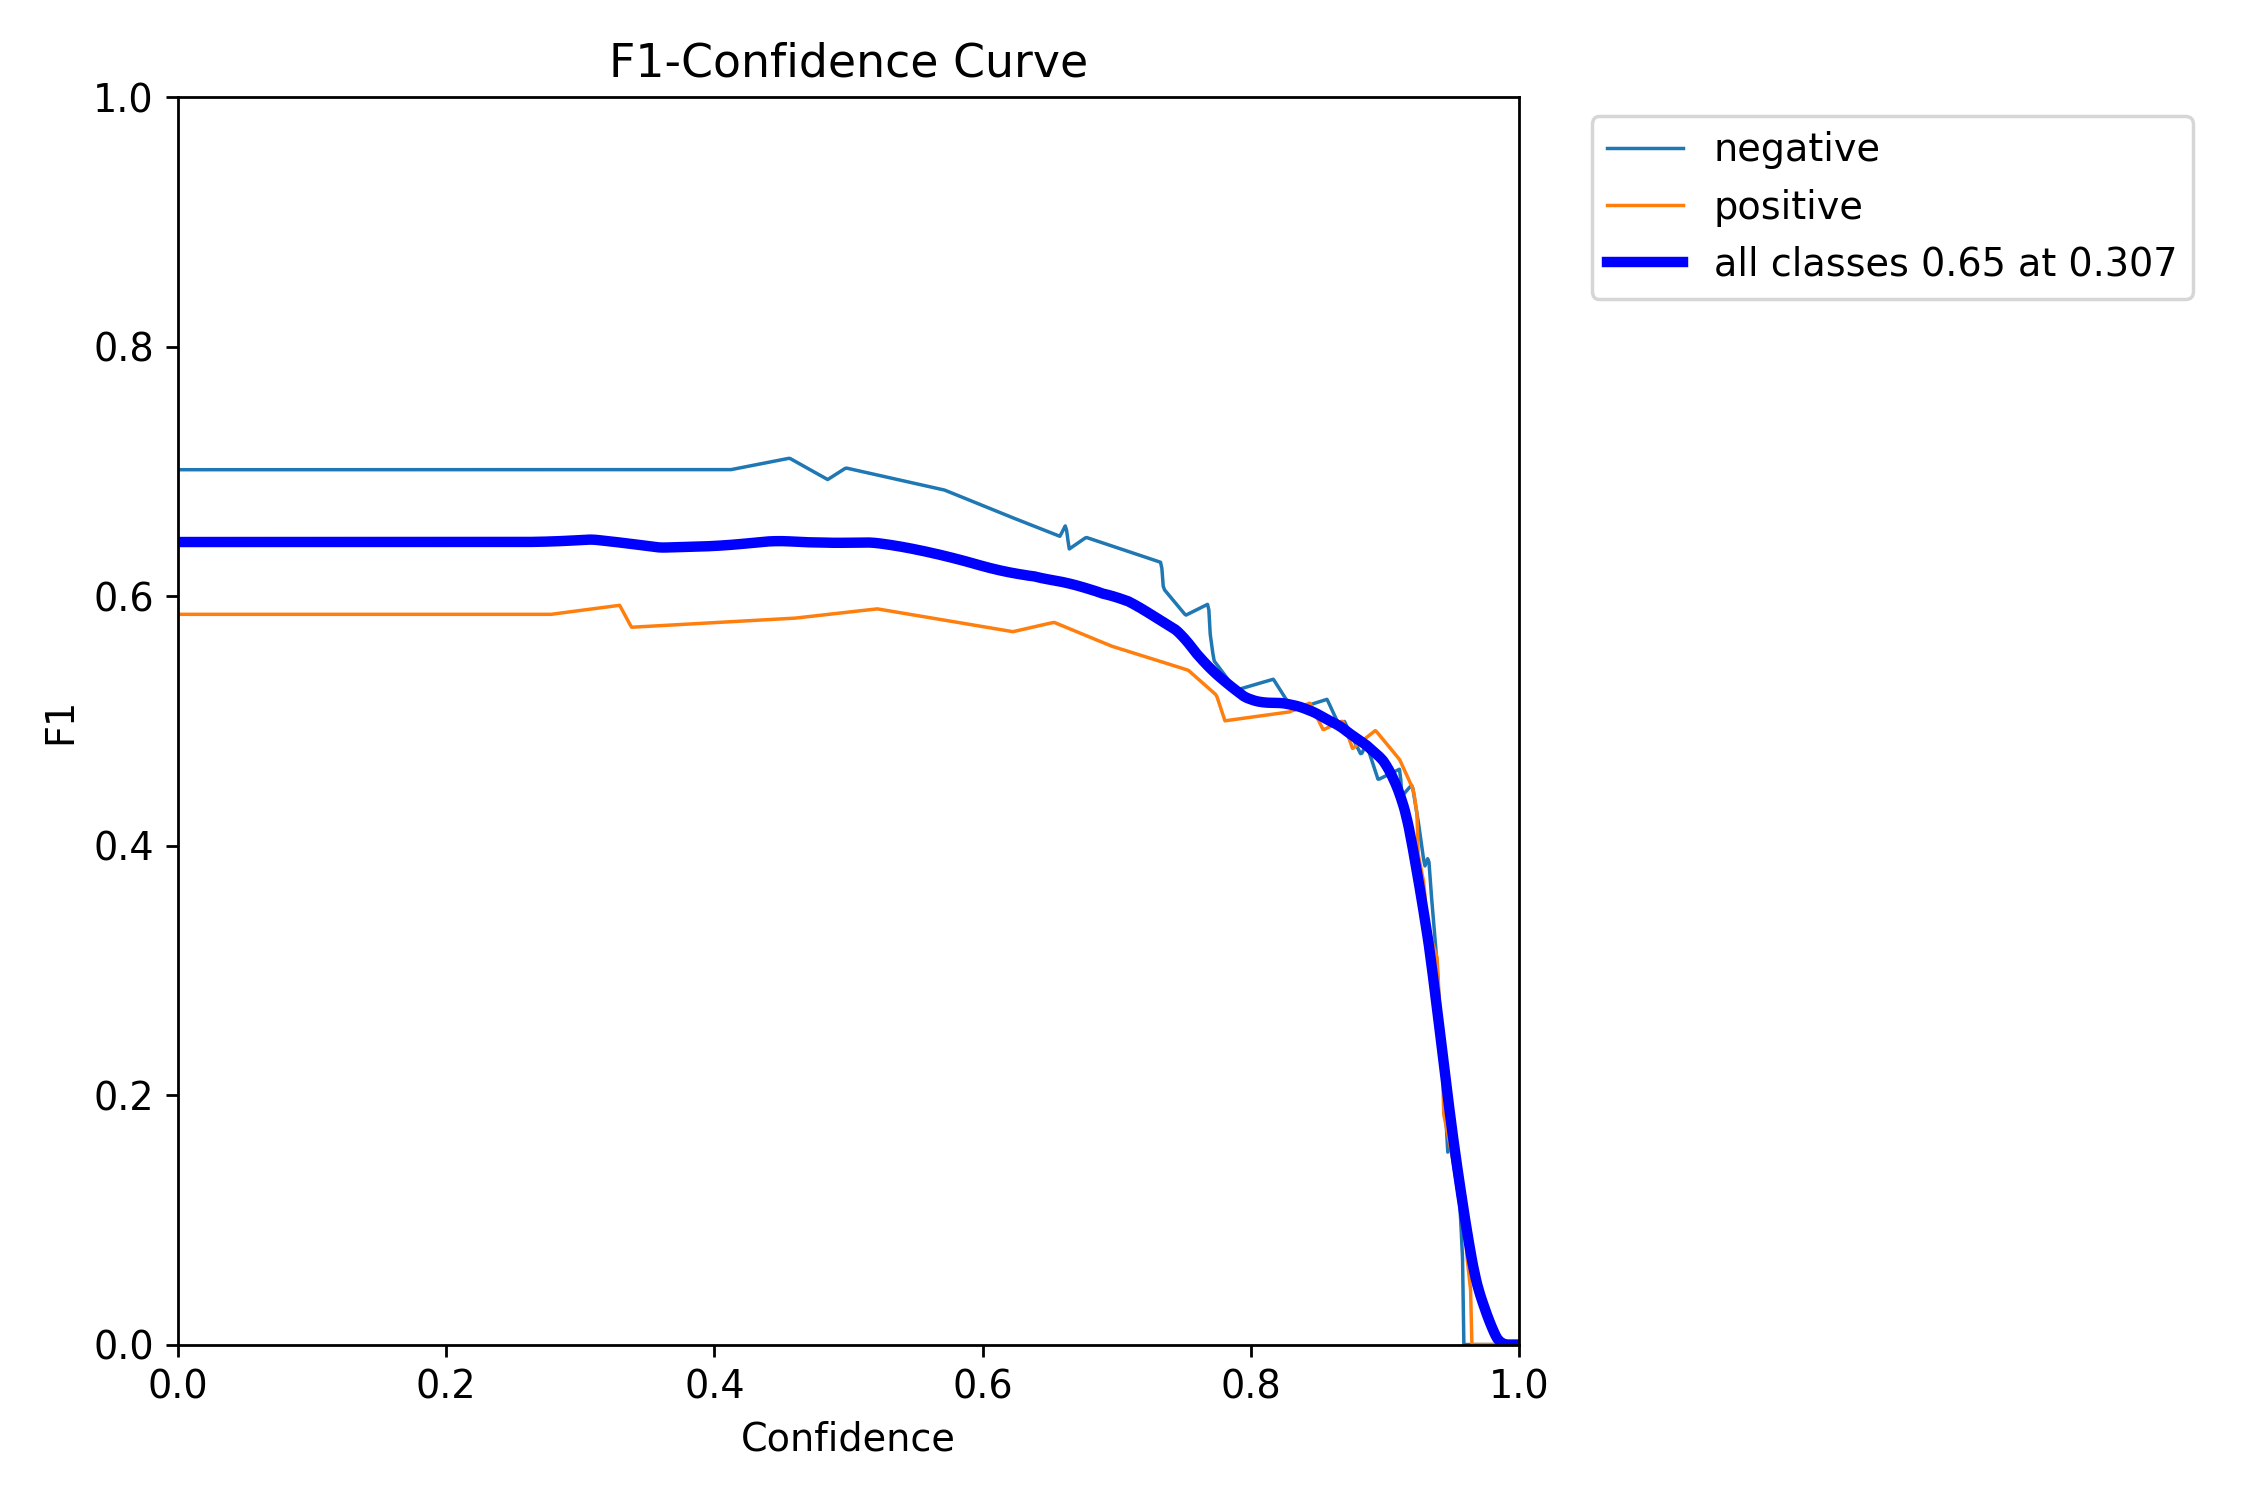 F1-Confidence Curve
1.0
0.8
0.6
0.4
0.2
0.0
F1
0.0 0.2 0.4 0.6 0.8 1.0
Confidence
negative
positive
all classes 0.65 at 0.307